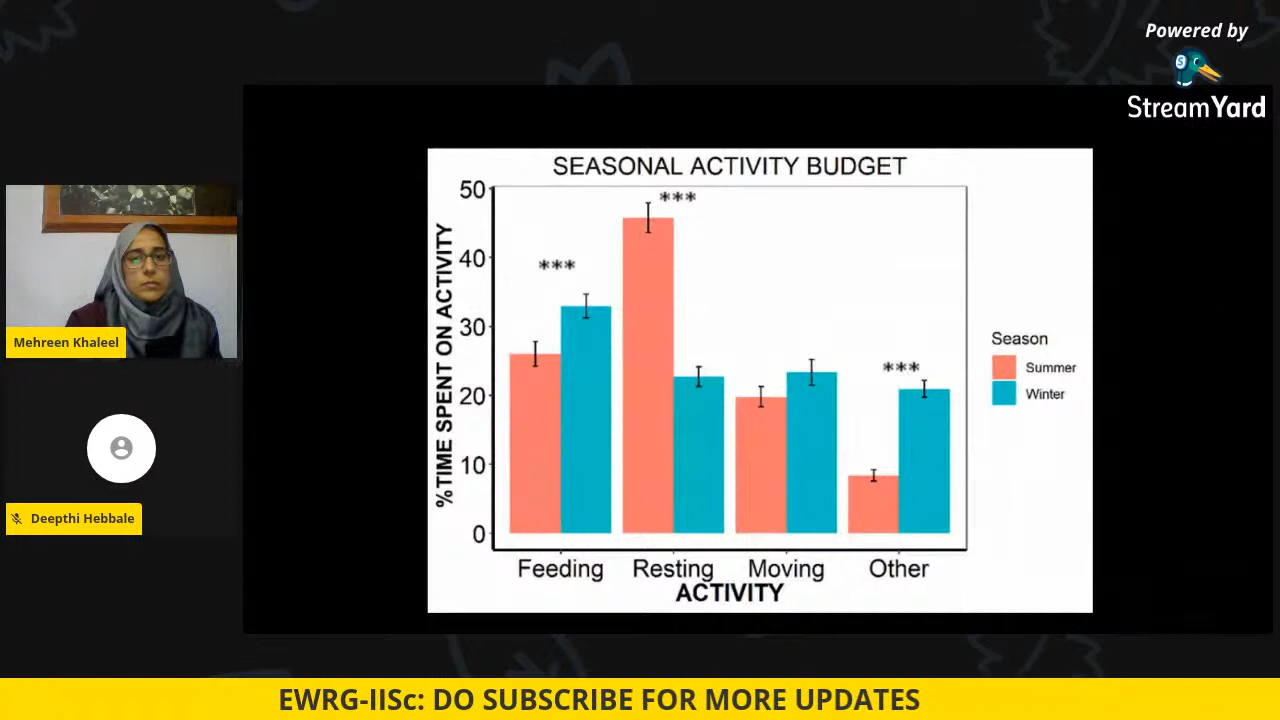 Powered by
StreamYard
SEASONAL ACTIVITY BUDGET
***
***
***
50
40
30
20
10
0
%TIME SPENT ON ACTIVITY
Feeding Resting Moving Other
ACTIVITY
Season
Summer
Winter
Mehreen Khaleel
Deepthi Hebbale
EWRG-IISc: DO SUBSCRIBE FOR MORE UPDATES